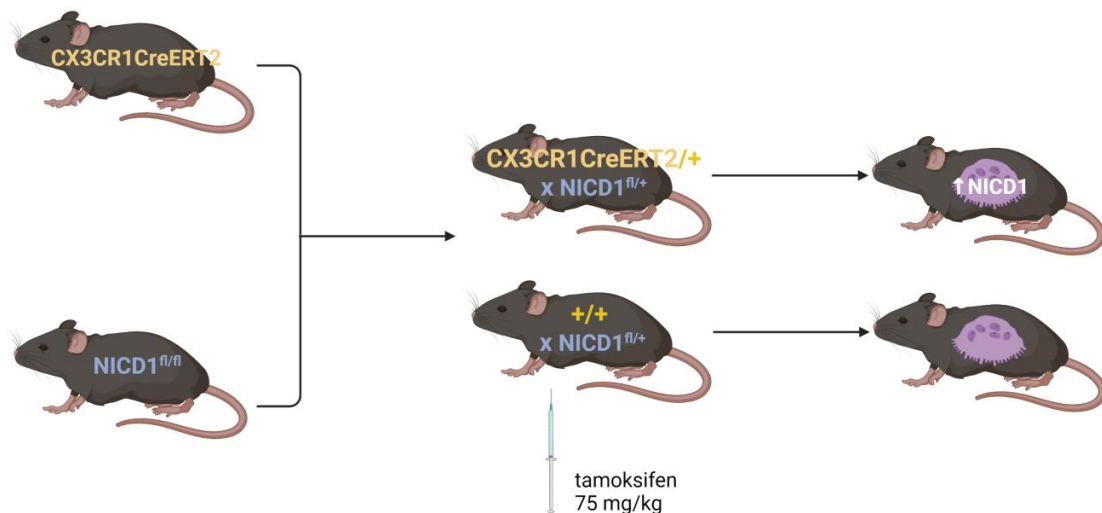 CX3CR1CreERT2
CX3CR1CreERT2/+
x NICD1fl/+
↑NICD1
NICD1fl/fl
+/+
x NICD1fl/+
tamoksifen
75 mg/kg